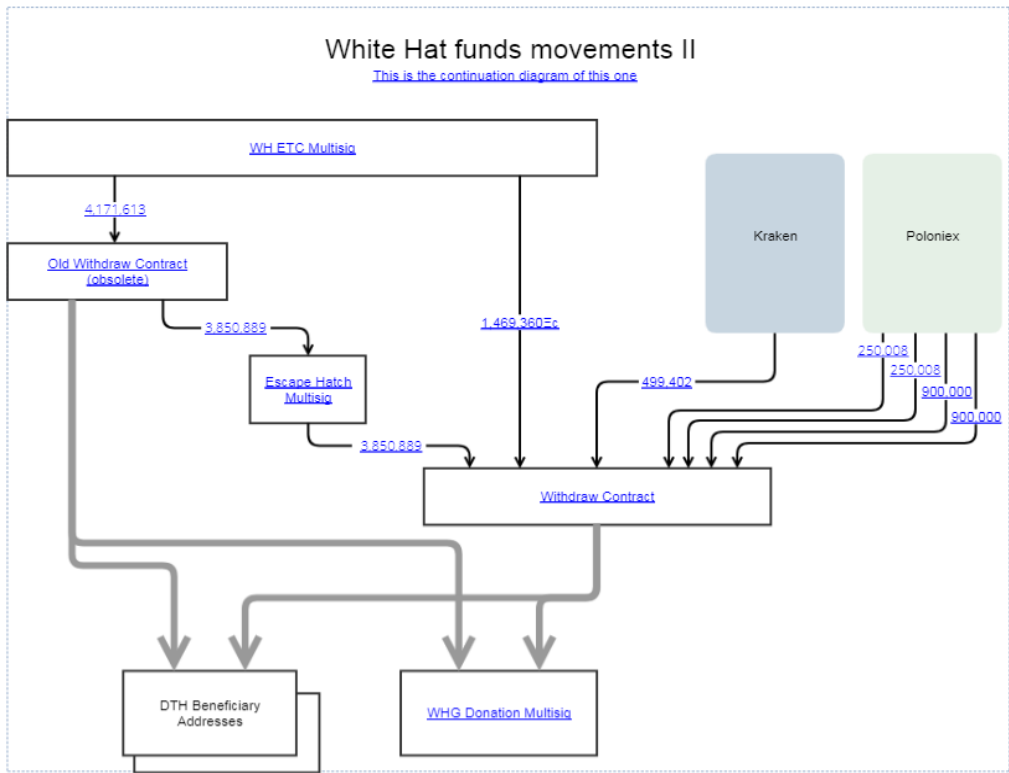 White Hat funds movements II
This is the continuation diagram of this one
WH ETC Multisig
4,171,613
Kraken
Poloniex
Old Withdraw Contract
(obsolete)
3,850,889
1,469,360Ξc
250,008
250,008
Escape Hatch
Multisig
499,402
900,000
900,000
3,850,889
Withdraw Contract
DTH Beneficiary
Addresses
WHG Donation Multisig